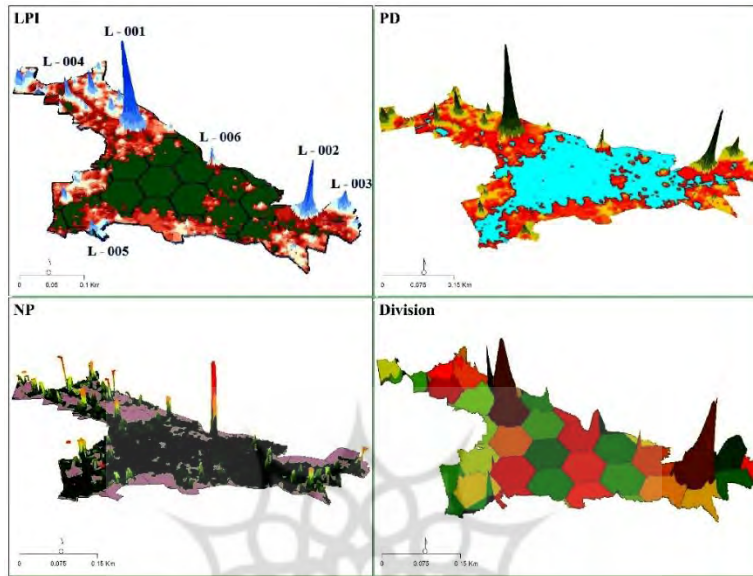 LPI
L - 001
L - 004
L - 006
L - 002
L - 003
L - 005
0 0.05 0.1 Km
PD
0 0.075 0.15 Km
NP
0 0.075 0.15 Km
Division
0 0.075 0.15 Km